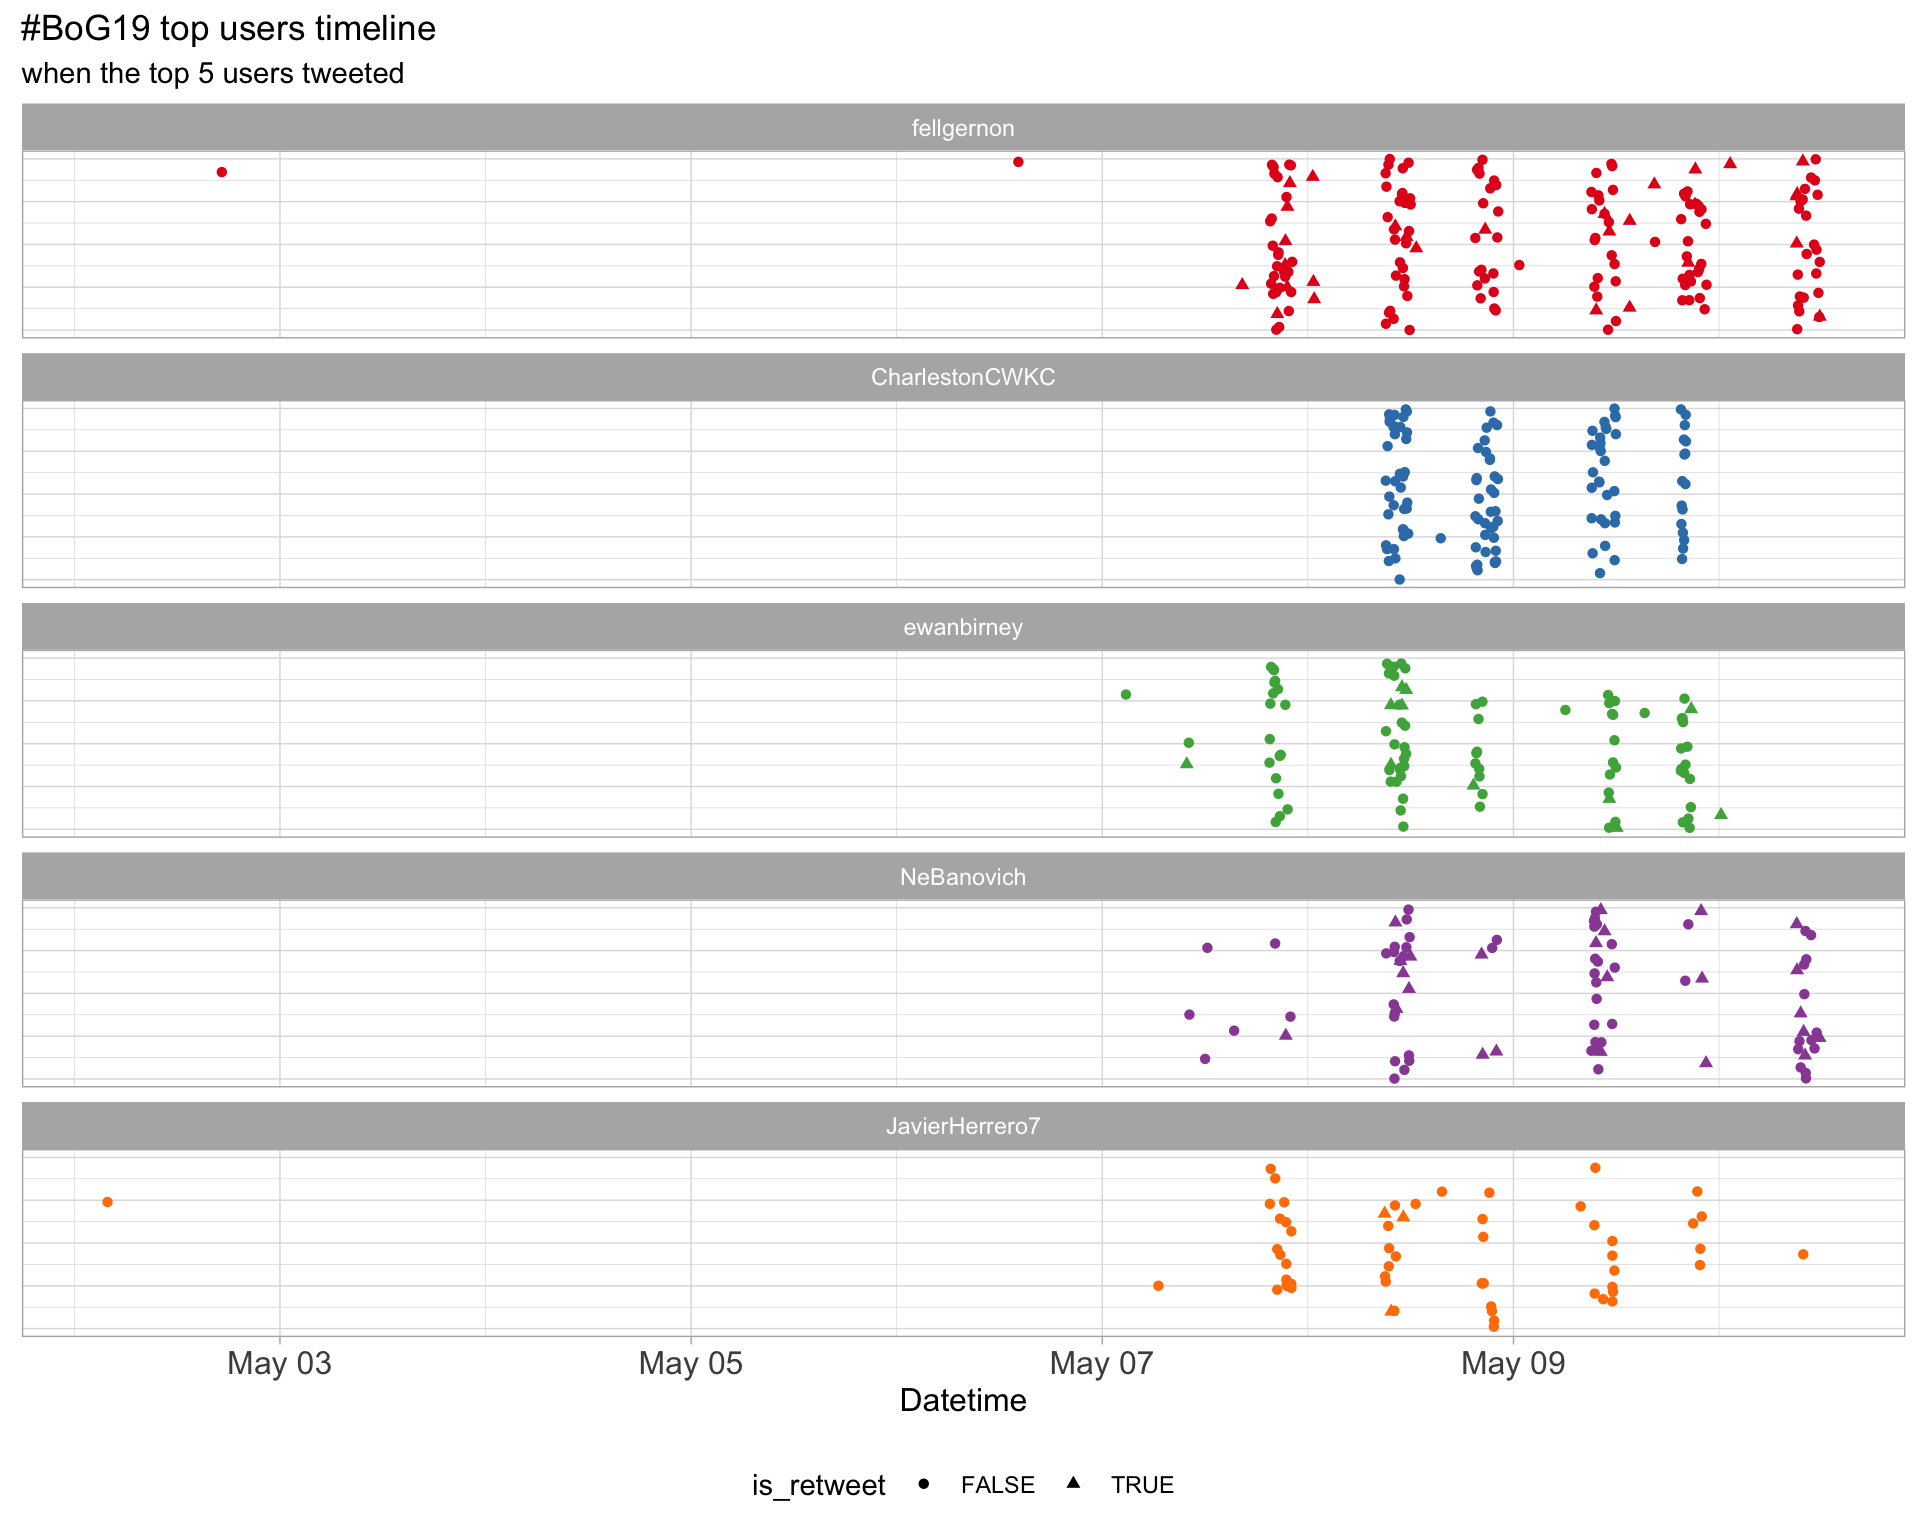 #BoG19 top users timeline
when the top 5 users tweeted
fellgernon
CharlestonCWKC
ewanbirney
NeBanovich
JavierHerrero7
May 03 May 05 May 07 May 09
Datetime
is_retweet FALSE TRUE